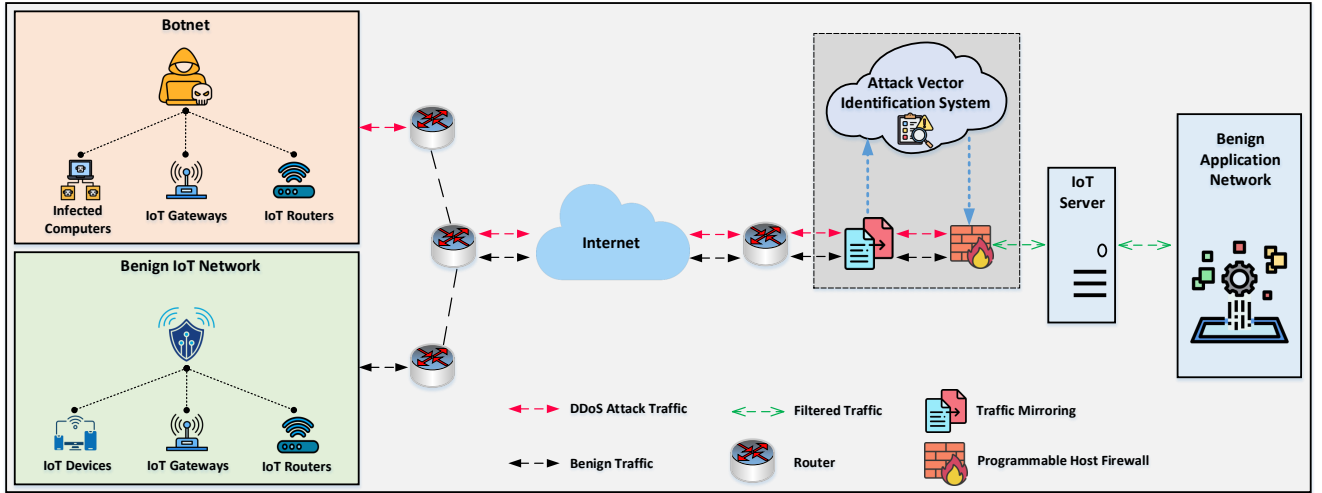 Botnet
Infected
Computers
IoT Gateways
IoT Routers
Benign IoT Network
IoT Devices
IoT Gateways
IoT Routers
Internet
Attack Vector
Identification System
IoT
Server
Benign
Application
Network
DDoS Attack Traffic
Filtered Traffic
Traffic Mirroring
Benign Traffic
Router
Programmable Host Firewall